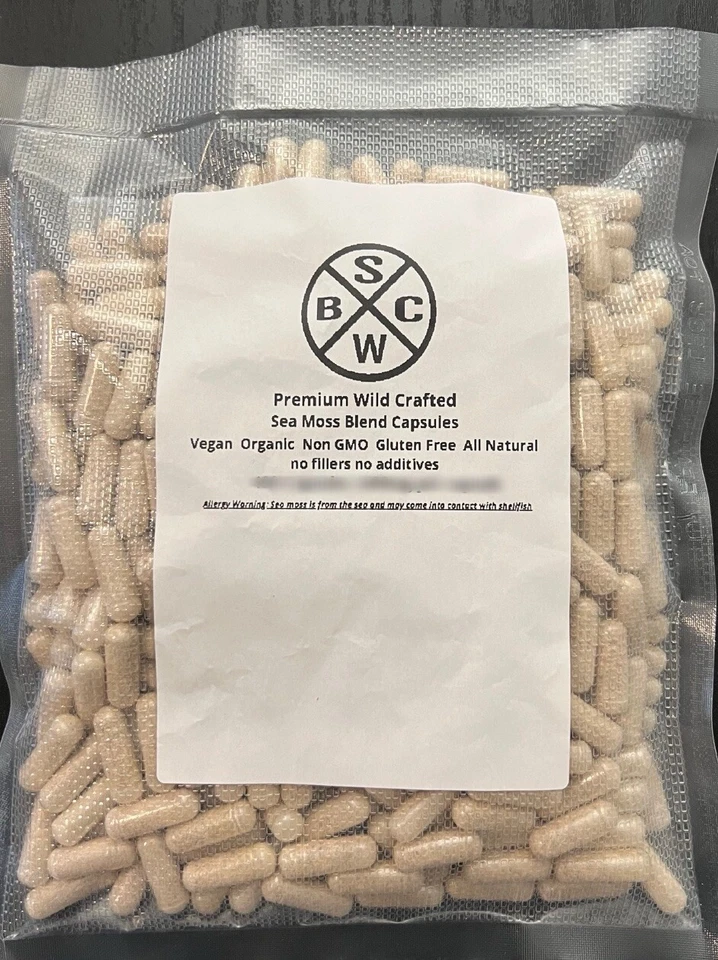 S
B C
W
Premium Wild Crafted
Sea Moss Blend Capsules
Vegan Organic Non GMO Gluten Free All Natural
no fillers no additives
Allergy Warning: Sea moss is from the sea and may come into contact with shellfish